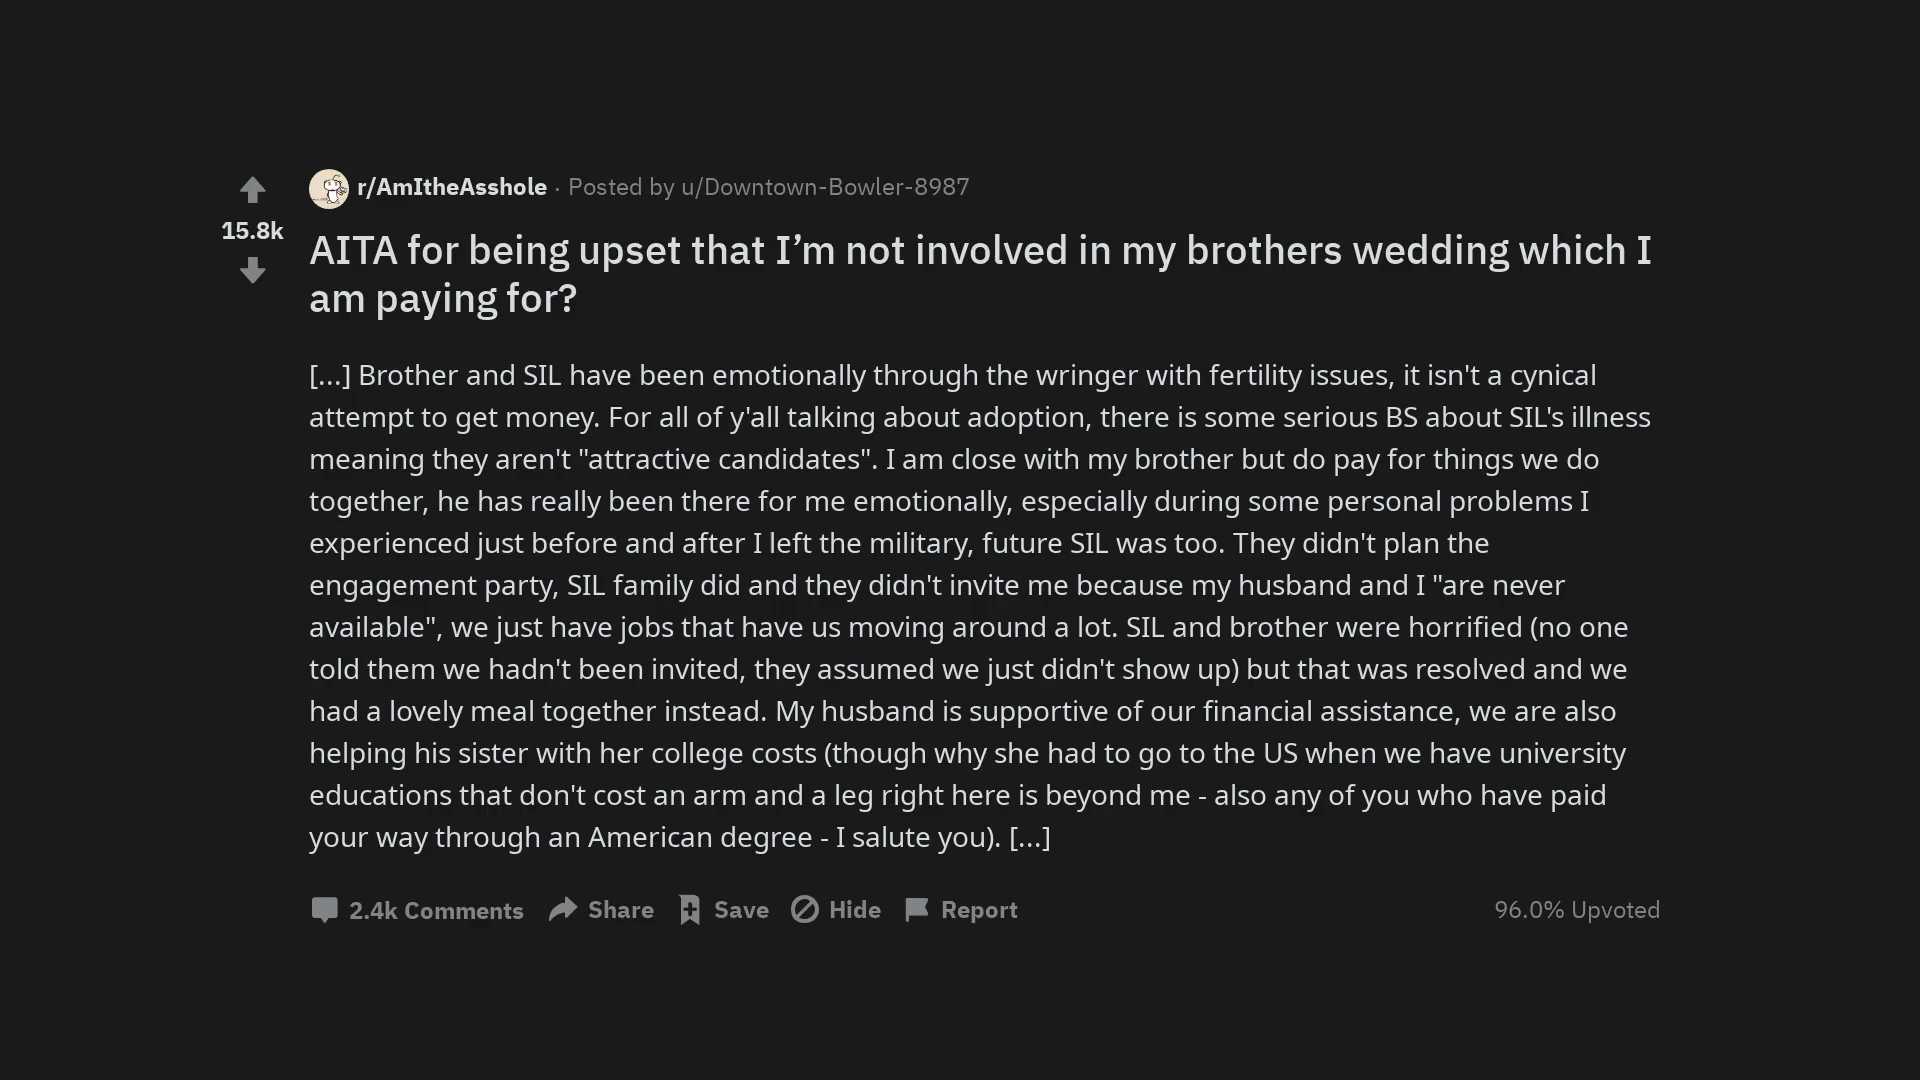 r/AmItheAsshole · Posted by u/Downtown-Bowler-8987
15.8k
AITA for being upset that I’m not involved in my brothers wedding which I
am paying for?
[...] Brother and SIL have been emotionally through the wringer with fertility issues, it isn't a cynical
attempt to get money. For all of y'all talking about adoption, there is some serious BS about SIL's illness
meaning they aren't "attractive candidates". I am close with my brother but do pay for things we do
together, he has really been there for me emotionally, especially during some personal problems I
experienced just before and after I left the military, future SIL was too. They didn't plan the
engagement party, SIL family did and they didn't invite me because my husband and I "are never
available", we just have jobs that have us moving around a lot. SIL and brother were horrified (no one
told them we hadn't been invited, they assumed we just didn't show up) but that was resolved and we
had a lovely meal together instead. My husband is supportive of our financial assistance, we are also
helping his sister with her college costs (though why she had to go to the US when we have university
educations that don't cost an arm and a leg right here is beyond me - also any of you who have paid
your way through an American degree - I salute you). [...]
2.4k Comments Share Save Hide Report 96.0% Upvoted